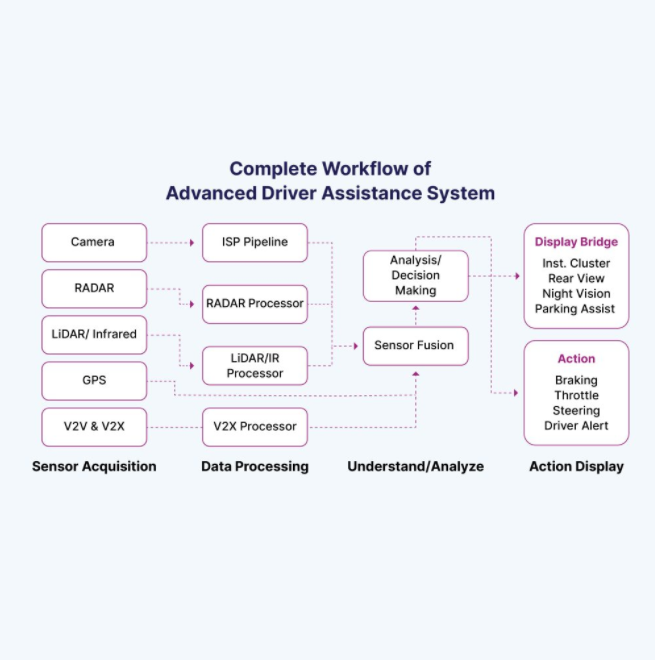 Complete Workflow of
Advanced Driver Assistance System
Camera
RADAR
LiDAR/ Infrared
GPS
V2V & V2X
Sensor Acquisition
ISP Pipeline
RADAR Processor
LiDAR/IR
Processor
V2X Processor
Data Processing
Analysis/
Decision
Making
Sensor Fusion
Understand/Analyze
Display Bridge
Inst. Cluster
Rear View
Night Vision
Parking Assist
Action
Braking
Throttle
Steering
Driver Alert
Action Display